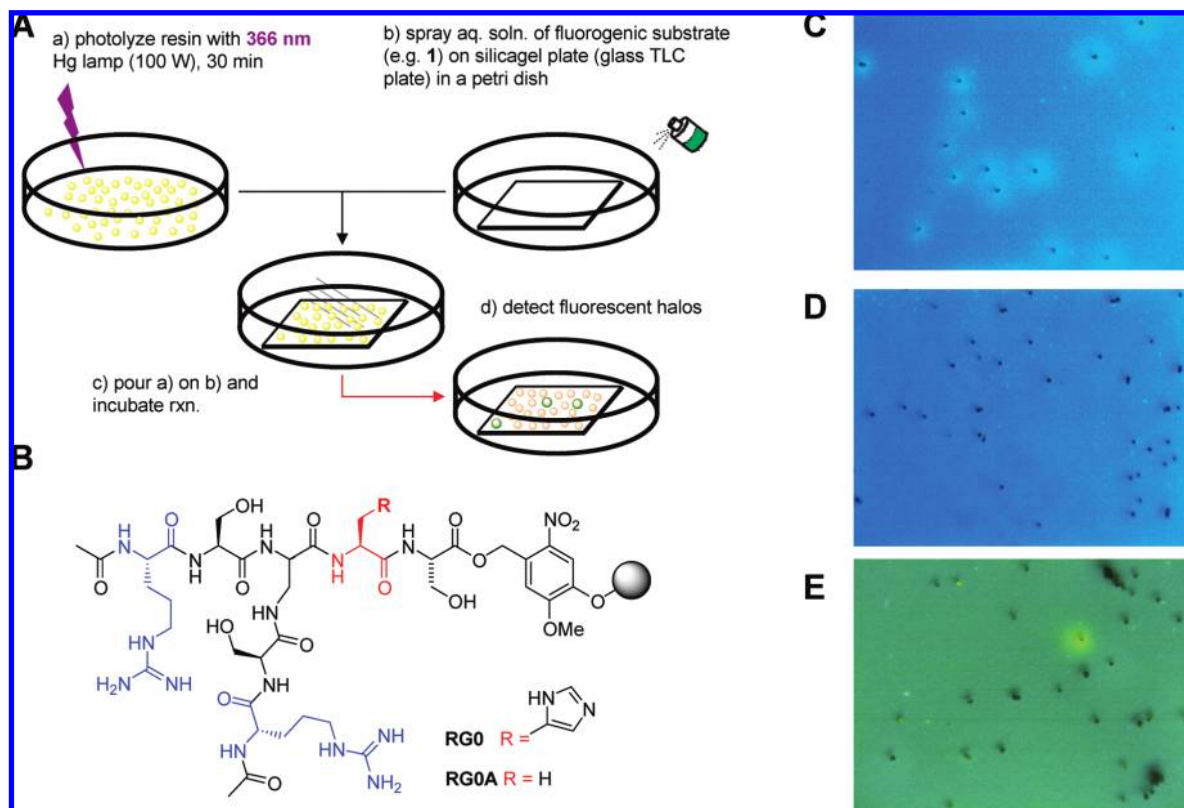 A
a) photolyze resin with 366 nm
Hg lamp (100 W), 30 min
b) spray aq. soln. of fluorogenic substrate
(e.g. 1) on silicagel plate (glass TLC
plate) in a petri dish
c) pour a) on b) and
incubate rxn.
d) detect fluorescent halos
B
OH
O
O
R
O
NO₂
H
N
N
H
H
N
N
H
H
N
O
O
O
OH
OMe
O
HN
HO
O
NH
HN
H₂N
NH
O
H
N
NH
NH₂
HN
O
HN
N
RG0 R =
RG0A R = H
C
D
E